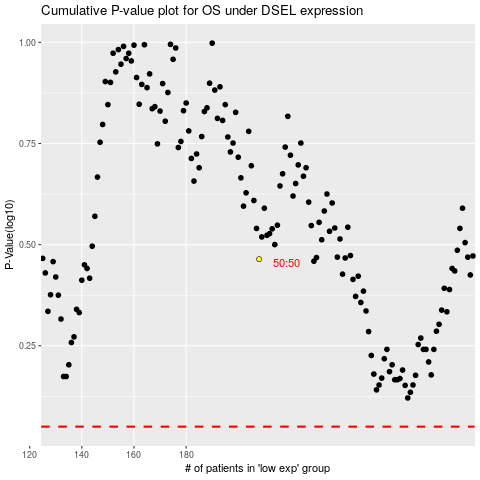 Cumulative P-value plot for OS under DSEL expression
P-Value(log10)
1.00
0.75
0.50
0.25
50:50
120 140 160 180
# of patients in 'low exp' group